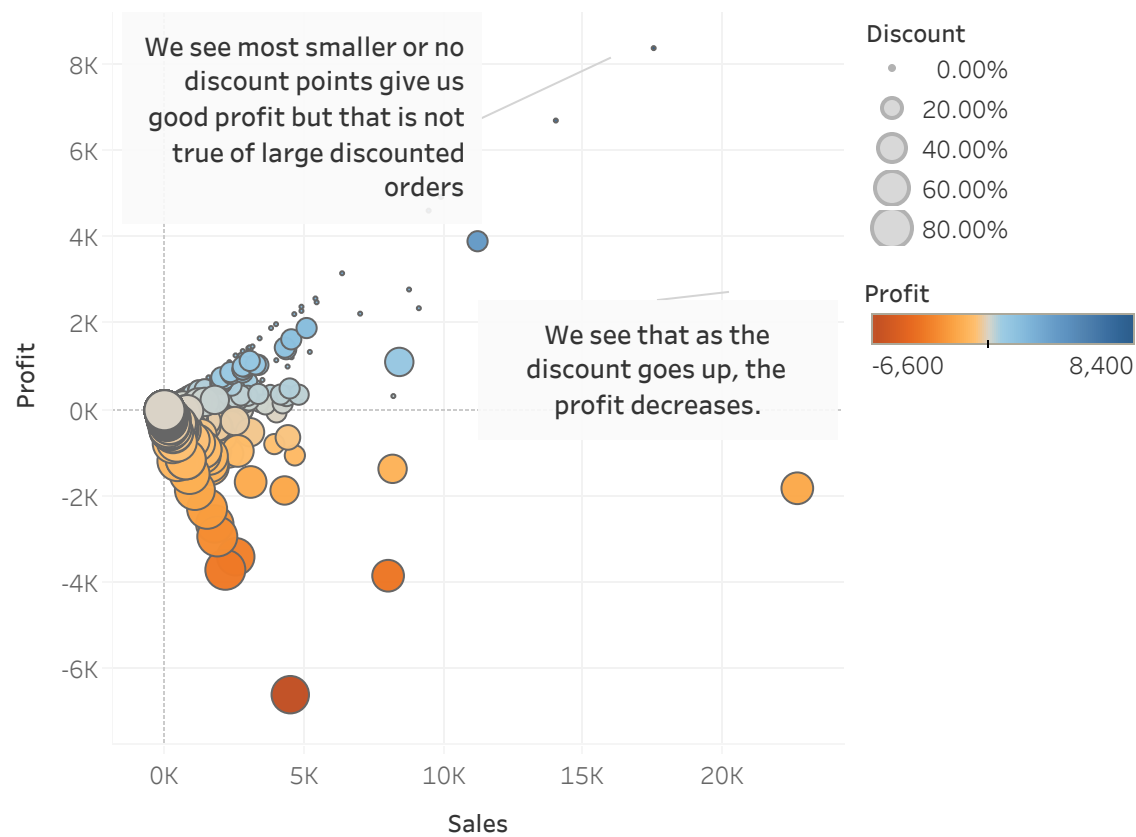 We see most smaller or no
discount points give us
good profit but that is not
true of large discounted
orders
We see that as the
discount goes up, the
profit decreases.
Profit
8K
6K
4K
2K
0K
-2K
-4K
-6K
0K
5K
10K
15K
20K
Sales
Discount
0.00%
20.00%
40.00%
60.00%
80.00%
Profit
-6,600
8,400